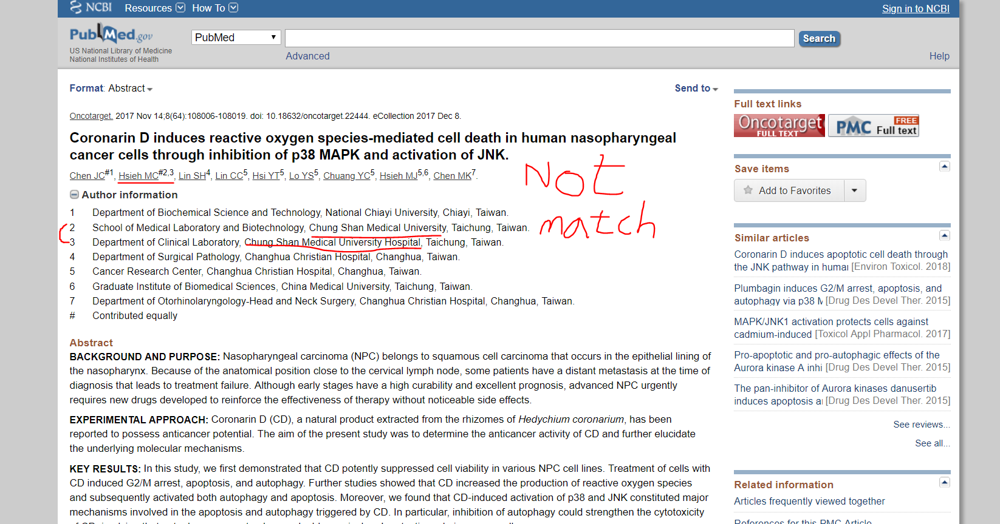 NCBI Resources How To Sign in to NCBI
PubMed.gov
US National Library of Medicine
National Institutes of Health
PubMed
Search
Advanced
Help
Format: Abstract
Send to
Oncotarget. 2017 Nov 14;8(64):108006-108019. doi: 10.18632/oncotarget.22444. eCollection 2017 Dec 8.
Coronarin D induces reactive oxygen species-mediated cell death in human nasopharyngeal
cancer cells through inhibition of p38 MAPK and activation of JNK.
Chen JC#1, Hsieh MC#2,3, Lin SH4, Lin CC5, Hsi YT5, Lo YS5, Chuang YC5, Hsieh MJ5,6, Chen MK7.
Not
match
Author information
1 Department of Biochemical Science and Technology, National Chiayi University, Chiayi, Taiwan.
2 School of Medical Laboratory and Biotechnology, Chung Shan Medical University, Taichung, Taiwan.
3 Department of Clinical Laboratory, Chung Shan Medical University Hospital, Taichung, Taiwan.
4 Department of Surgical Pathology, Changhua Christian Hospital, Changhua, Taiwan.
5 Cancer Research Center, Changhua Christian Hospital, Changhua, Taiwan.
6 Graduate Institute of Biomedical Sciences, China Medical University, Taichung, Taiwan.
7 Department of Otorhinolaryngology-Head and Neck Surgery, Changhua Christian Hospital, Changhua, Taiwan.
# Contributed equally
Abstract
BACKGROUND AND PURPOSE: Nasopharyngeal carcinoma (NPC) belongs to squamous cell carcinoma that occurs in the epithelial lining of
the nasopharynx. Because of the anatomical position close to the cervical lymph node, some patients have a distant metastasis at the time of
diagnosis that leads to treatment failure. Although early stages have a high curability and excellent prognosis, advanced NPC urgently
requires new drugs developed to reinforce the effectiveness of therapy without noticeable side effects.
EXPERIMENTAL APPROACH: Coronarin D (CD), a natural product extracted from the rhizomes of Hedychium coronarium, has been
reported to possess anticancer potential. The aim of the present study was to determine the anticancer activity of CD and further elucidate
the underlying molecular mechanisms.
KEY RESULTS: In this study, we first demonstrated that CD potently suppressed cell viability in various NPC cell lines. Treatment of cells with
CD induced G2/M arrest, apoptosis, and autophagy. Further studies showed that CD increased the production of reactive oxygen species
and subsequently activated both autophagy and apoptosis. Moreover, we found that CD-induced activation of p38 and JNK constituted major
mechanisms involved in the apoptosis and autophagy triggered by CD. In particular, inhibition of autophagy could strengthen the cytotoxicity
Full text links
Oncotarget FULL TEXT
PMC FREE Full text
Save items
Add to Favorites
Similar articles
Coronarin D induces apoptotic cell death through
the JNK pathway in humar [Environ Toxicol. 2018]
Plumbagin induces G2/M arrest, apoptosis, and
autophagy via p38 M [Drug Des Devel Ther. 2015]
MAPK/JNK1 activation protects cells against
cadmium-induced [Toxicol Appl Pharmacol. 2017]
Pro-apoptotic and pro-autophagic effects of the
Aurora kinase A inhi [Drug Des Devel Ther. 2015]
The pan-inhibitor of Aurora kinases danusertib
induces apoptosis a [Drug Des Devel Ther. 2015]
See reviews...
See all...
Related information
Articles frequently viewed together
References for this PMC Article